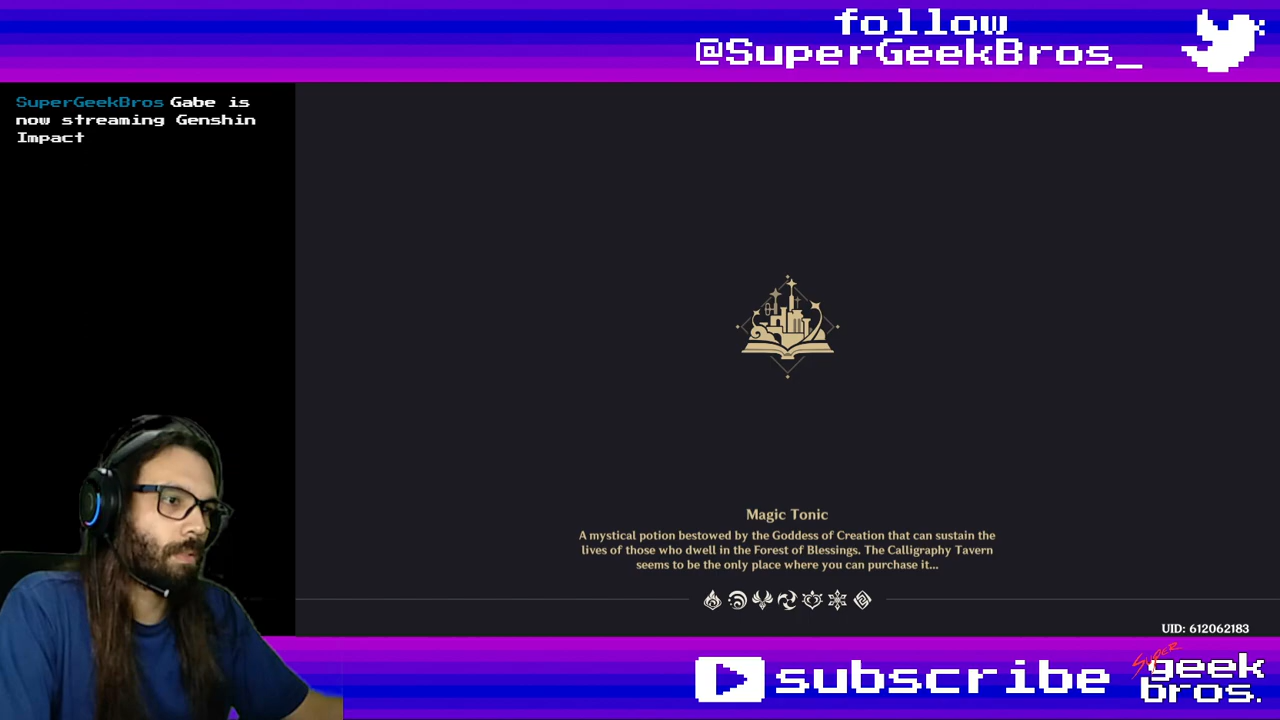 follow
@SuperGeekBros_
SuperGeekBros Gabe is
now streaming Genshin
Impact
Magic Tonic
A mystical potion bestowed by the Goddess of Creation that can sustain the
lives of those who dwell in the Forest of Blessings. The Calligraphy Tavern
seems to be the only place where you can purchase it...
UID: 612062183
subscribe
SUPER
geek
bros.